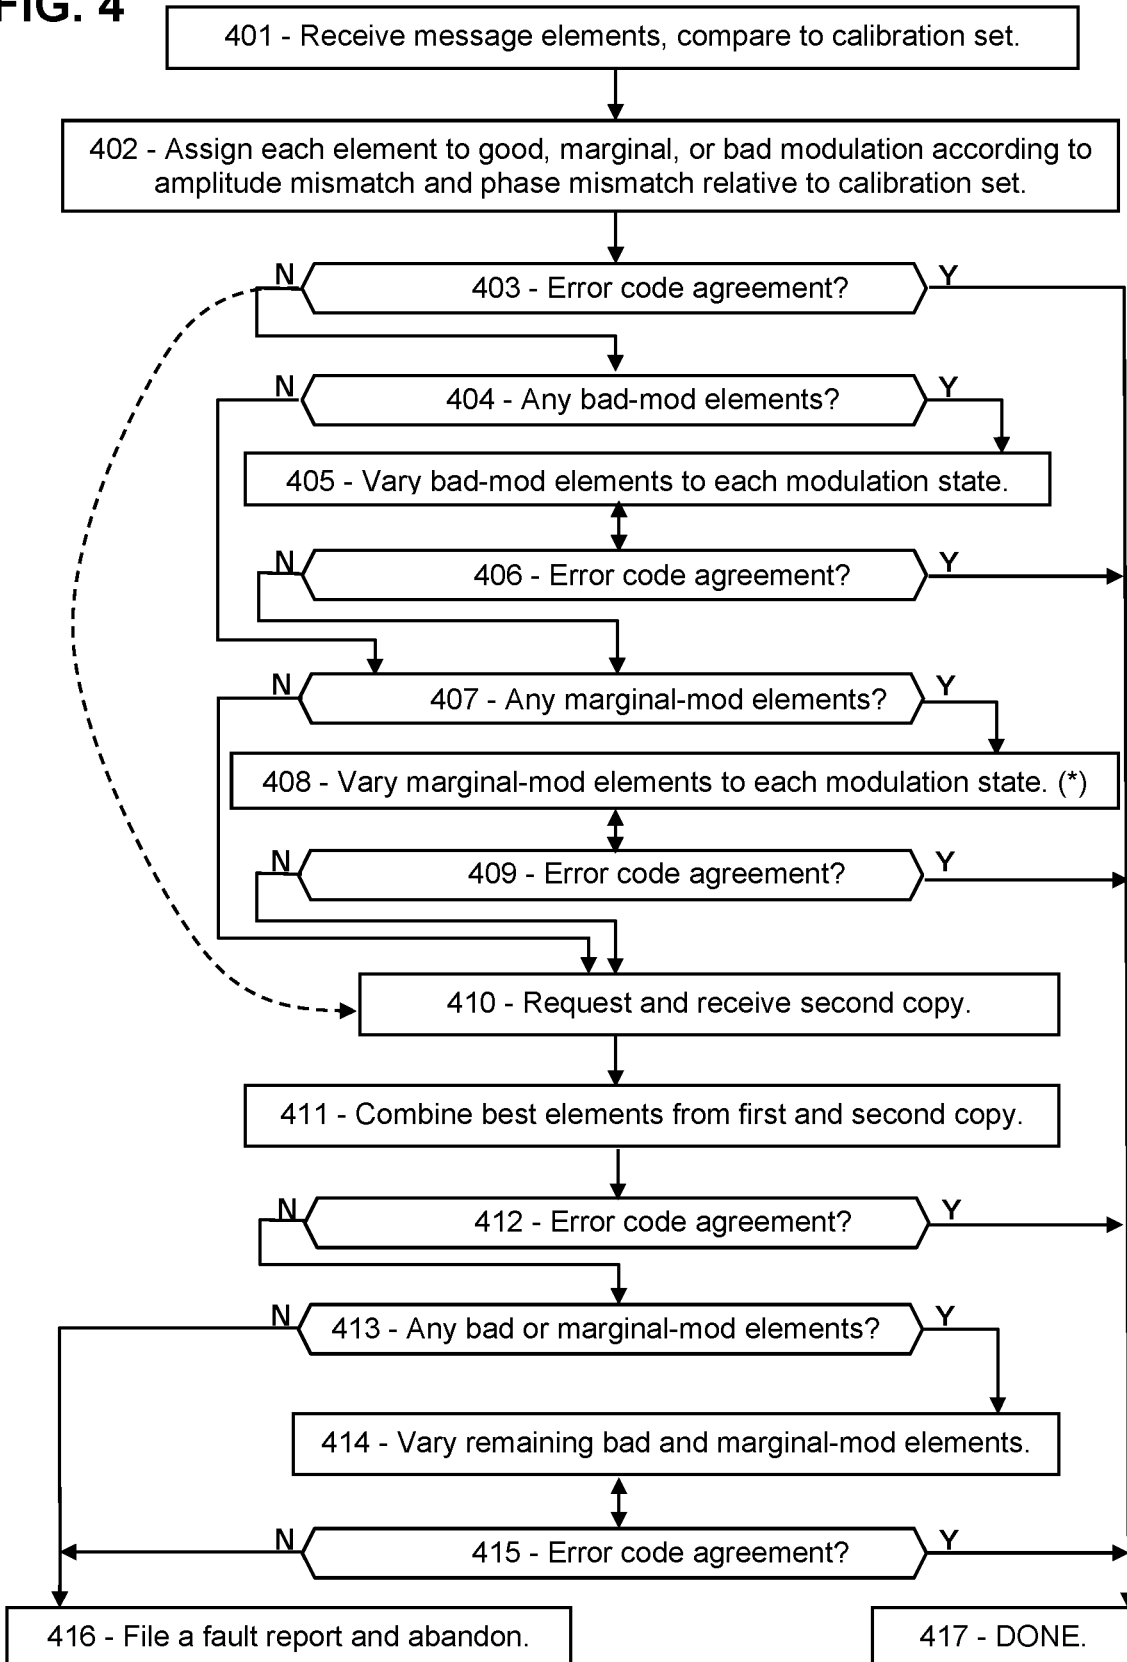 FIG. 4
401 - Receive message elements, compare to calibration set.
402 - Assign each element to good, marginal, or bad modulation according to
amplitude mismatch and phase mismatch relative to calibration set.
N
403 - Error code agreement?
Y
N
404 - Any bad-mod elements?
Y
405 - Vary bad-mod elements to each modulation state.
N
406 - Error code agreement?
Y
N
407 - Any marginal-mod elements?
Y
408 - Vary marginal-mod elements to each modulation state. (*)
N
409 - Error code agreement?
Y
410 - Request and receive second copy.
411 - Combine best elements from first and second copy.
N
412 - Error code agreement?
Y
N
413 - Any bad or marginal-mod elements?
Y
414 - Vary remaining bad and marginal-mod elements.
N
415 - Error code agreement?
Y
416 - File a fault report and abandon.
417 - DONE.